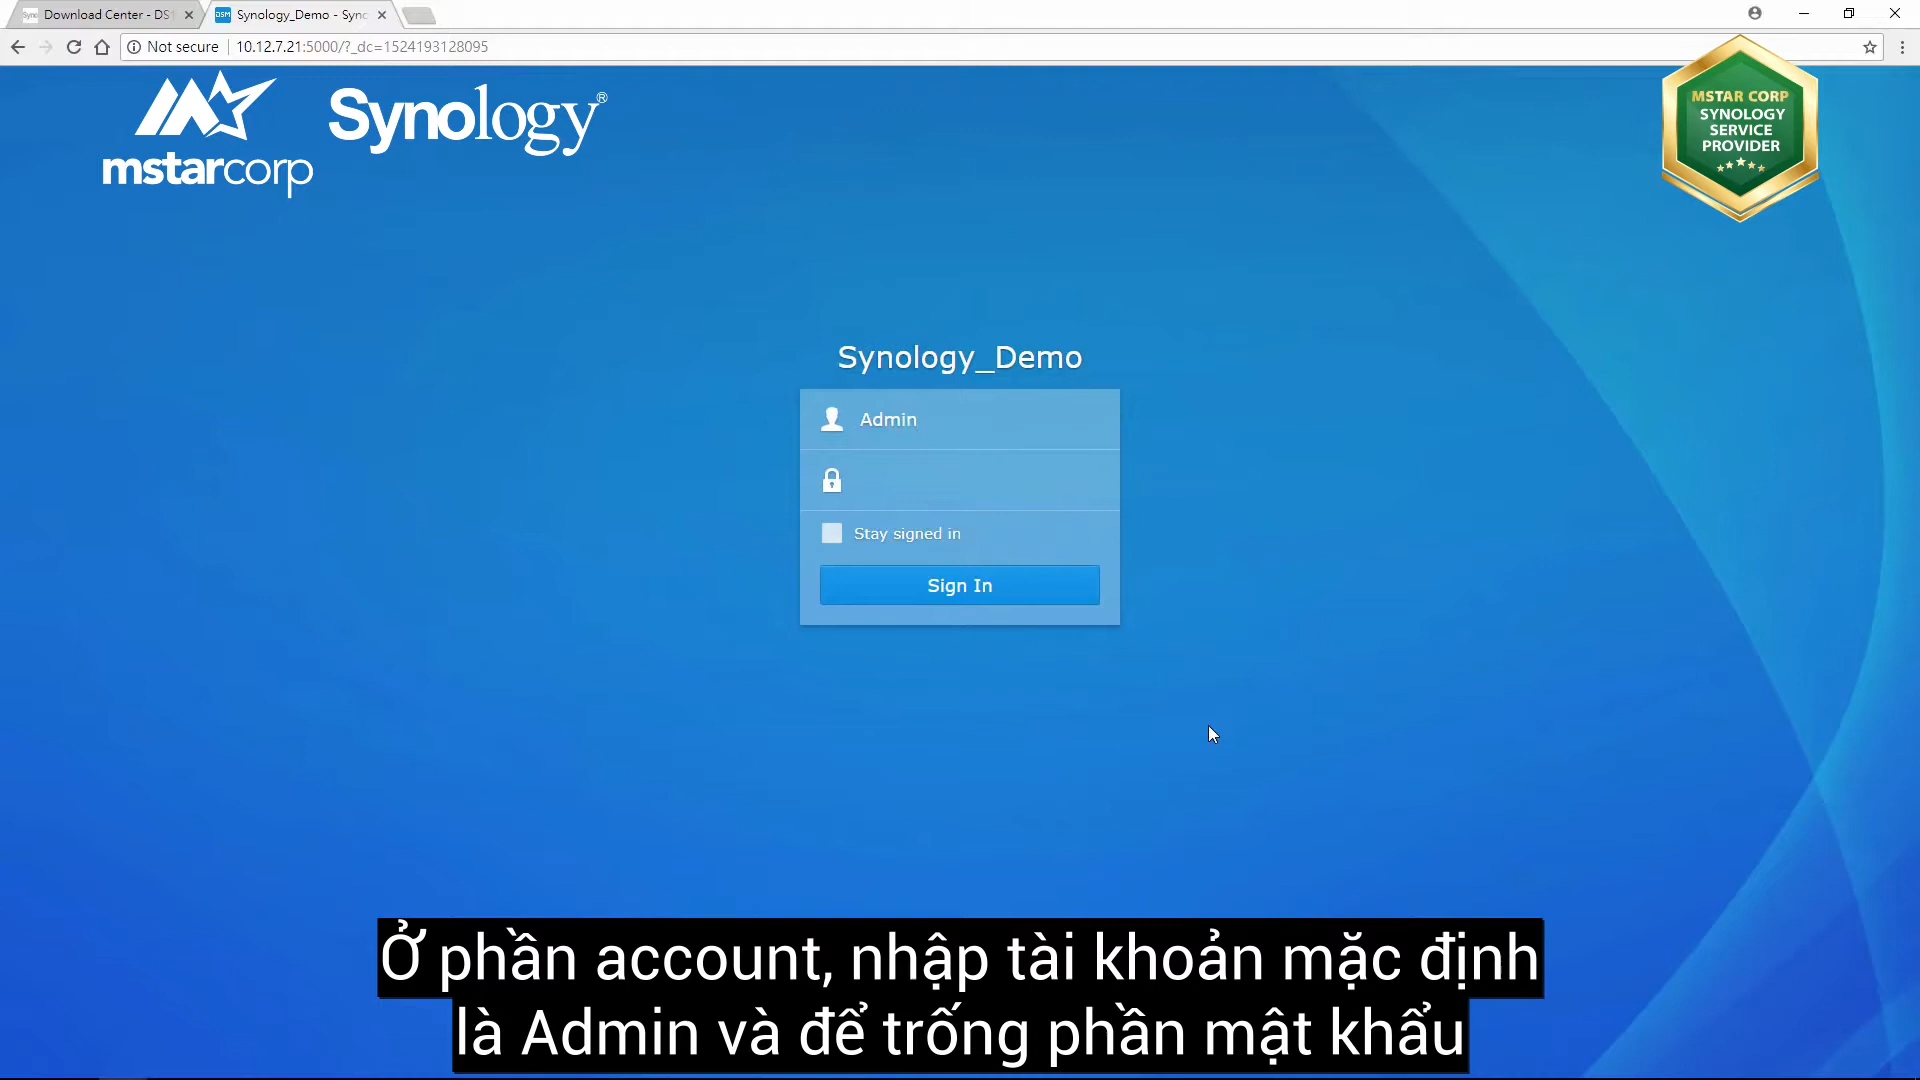 Download Center - DS1
Synology_Demo - Sync
Not secure
10.12.7.21:5000/?_dc=1524193128095
mstarcorp
Synology®
MSTAR CORP
SYNOLOGY
SERVICE
PROVIDER
Synology_Demo
Admin
Stay signed in
Sign In
Ở phần account, nhập tài khoản mặc định
là Admin và để trống phần mật khẩu